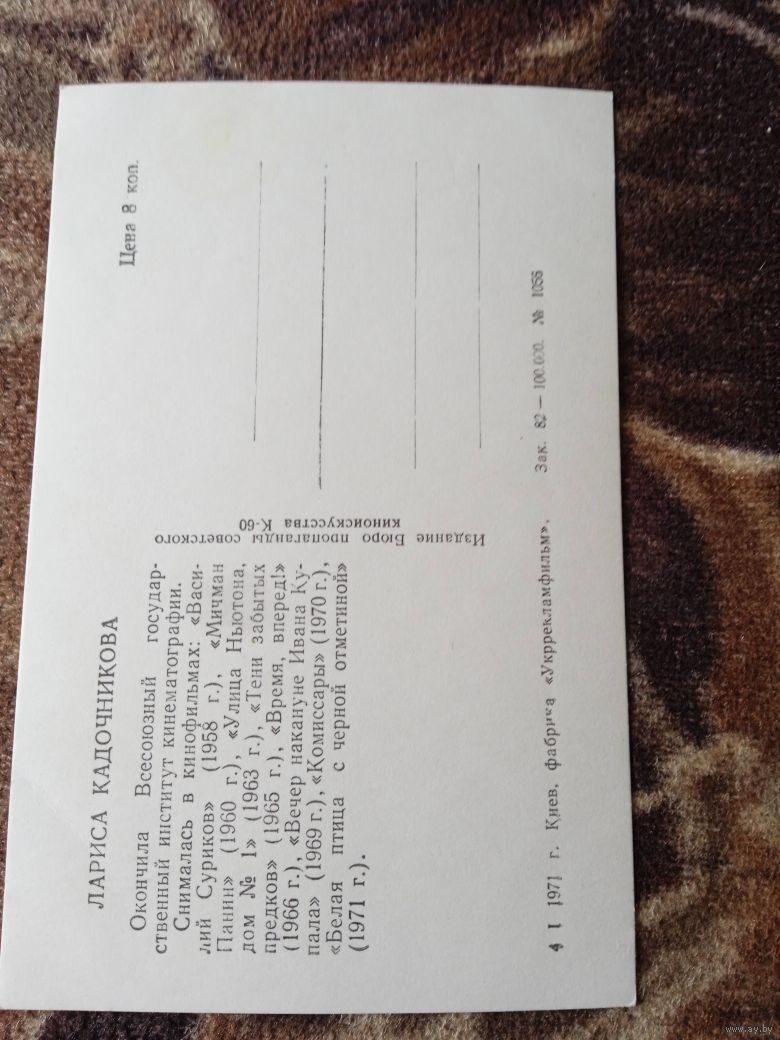 ЛАРИСА КАДОЧНИКОВА
Окончила Всесоюзный государ-
ственный институт кинематографии.
Снималась в кинофильмах: «Васи-
лий Суриков» (1958 г.), «Мичман
Панин» (1960 г.), «Улица Ньютона,
дом № 1» (1963 г.), «Тени забытых
предков» (1965 г.), «Время, вперед!»
(1966 г.), «Вечер накануне Ивана Ку-
пала» (1969 г.), «Комиссары» (1970 г.),
«Белая птица с черной отметиной»
(1971 г.).
Издание Бюро пропаганды советского
киноискусства К-60
Цена 8 коп.
1971 г. Киев, фабрика «Укррекламфильм». Зак. 82 — 100.000. № 1056
www.ay.by